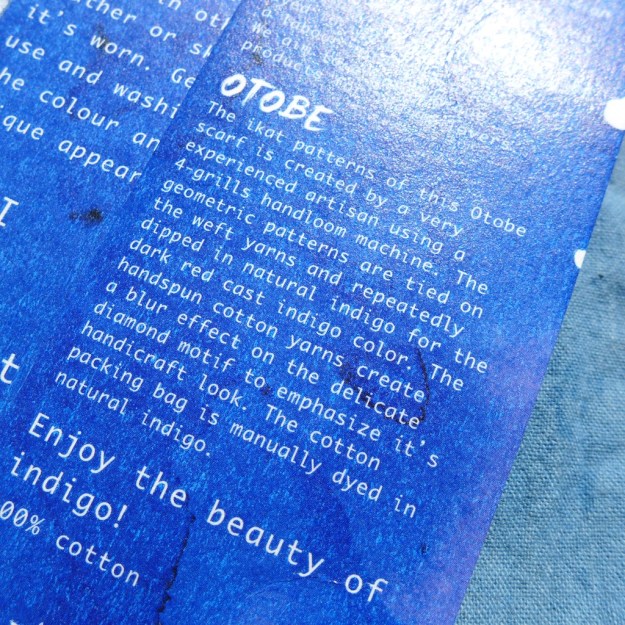 ather or sk
it's worn. Ge
use and washi
he colour an
ique appear
I
t
OTOBE
The ikat patterns of this Otobe
scarf is created by a very
experienced artisan using a
4-grills handloom machine. The
geometric patterns are tied on
the weft yarns and repeatedly
dipped in natural indigo for the
dark red cast indigo color. The
handspun cotton yarns create
a blur effect on the delicate
diamond motif to emphasize it's
handicraft look. The cotton
packing bag is manually dyed in
natural indigo.
Enjoy the beauty of
indigo!
00% cotton